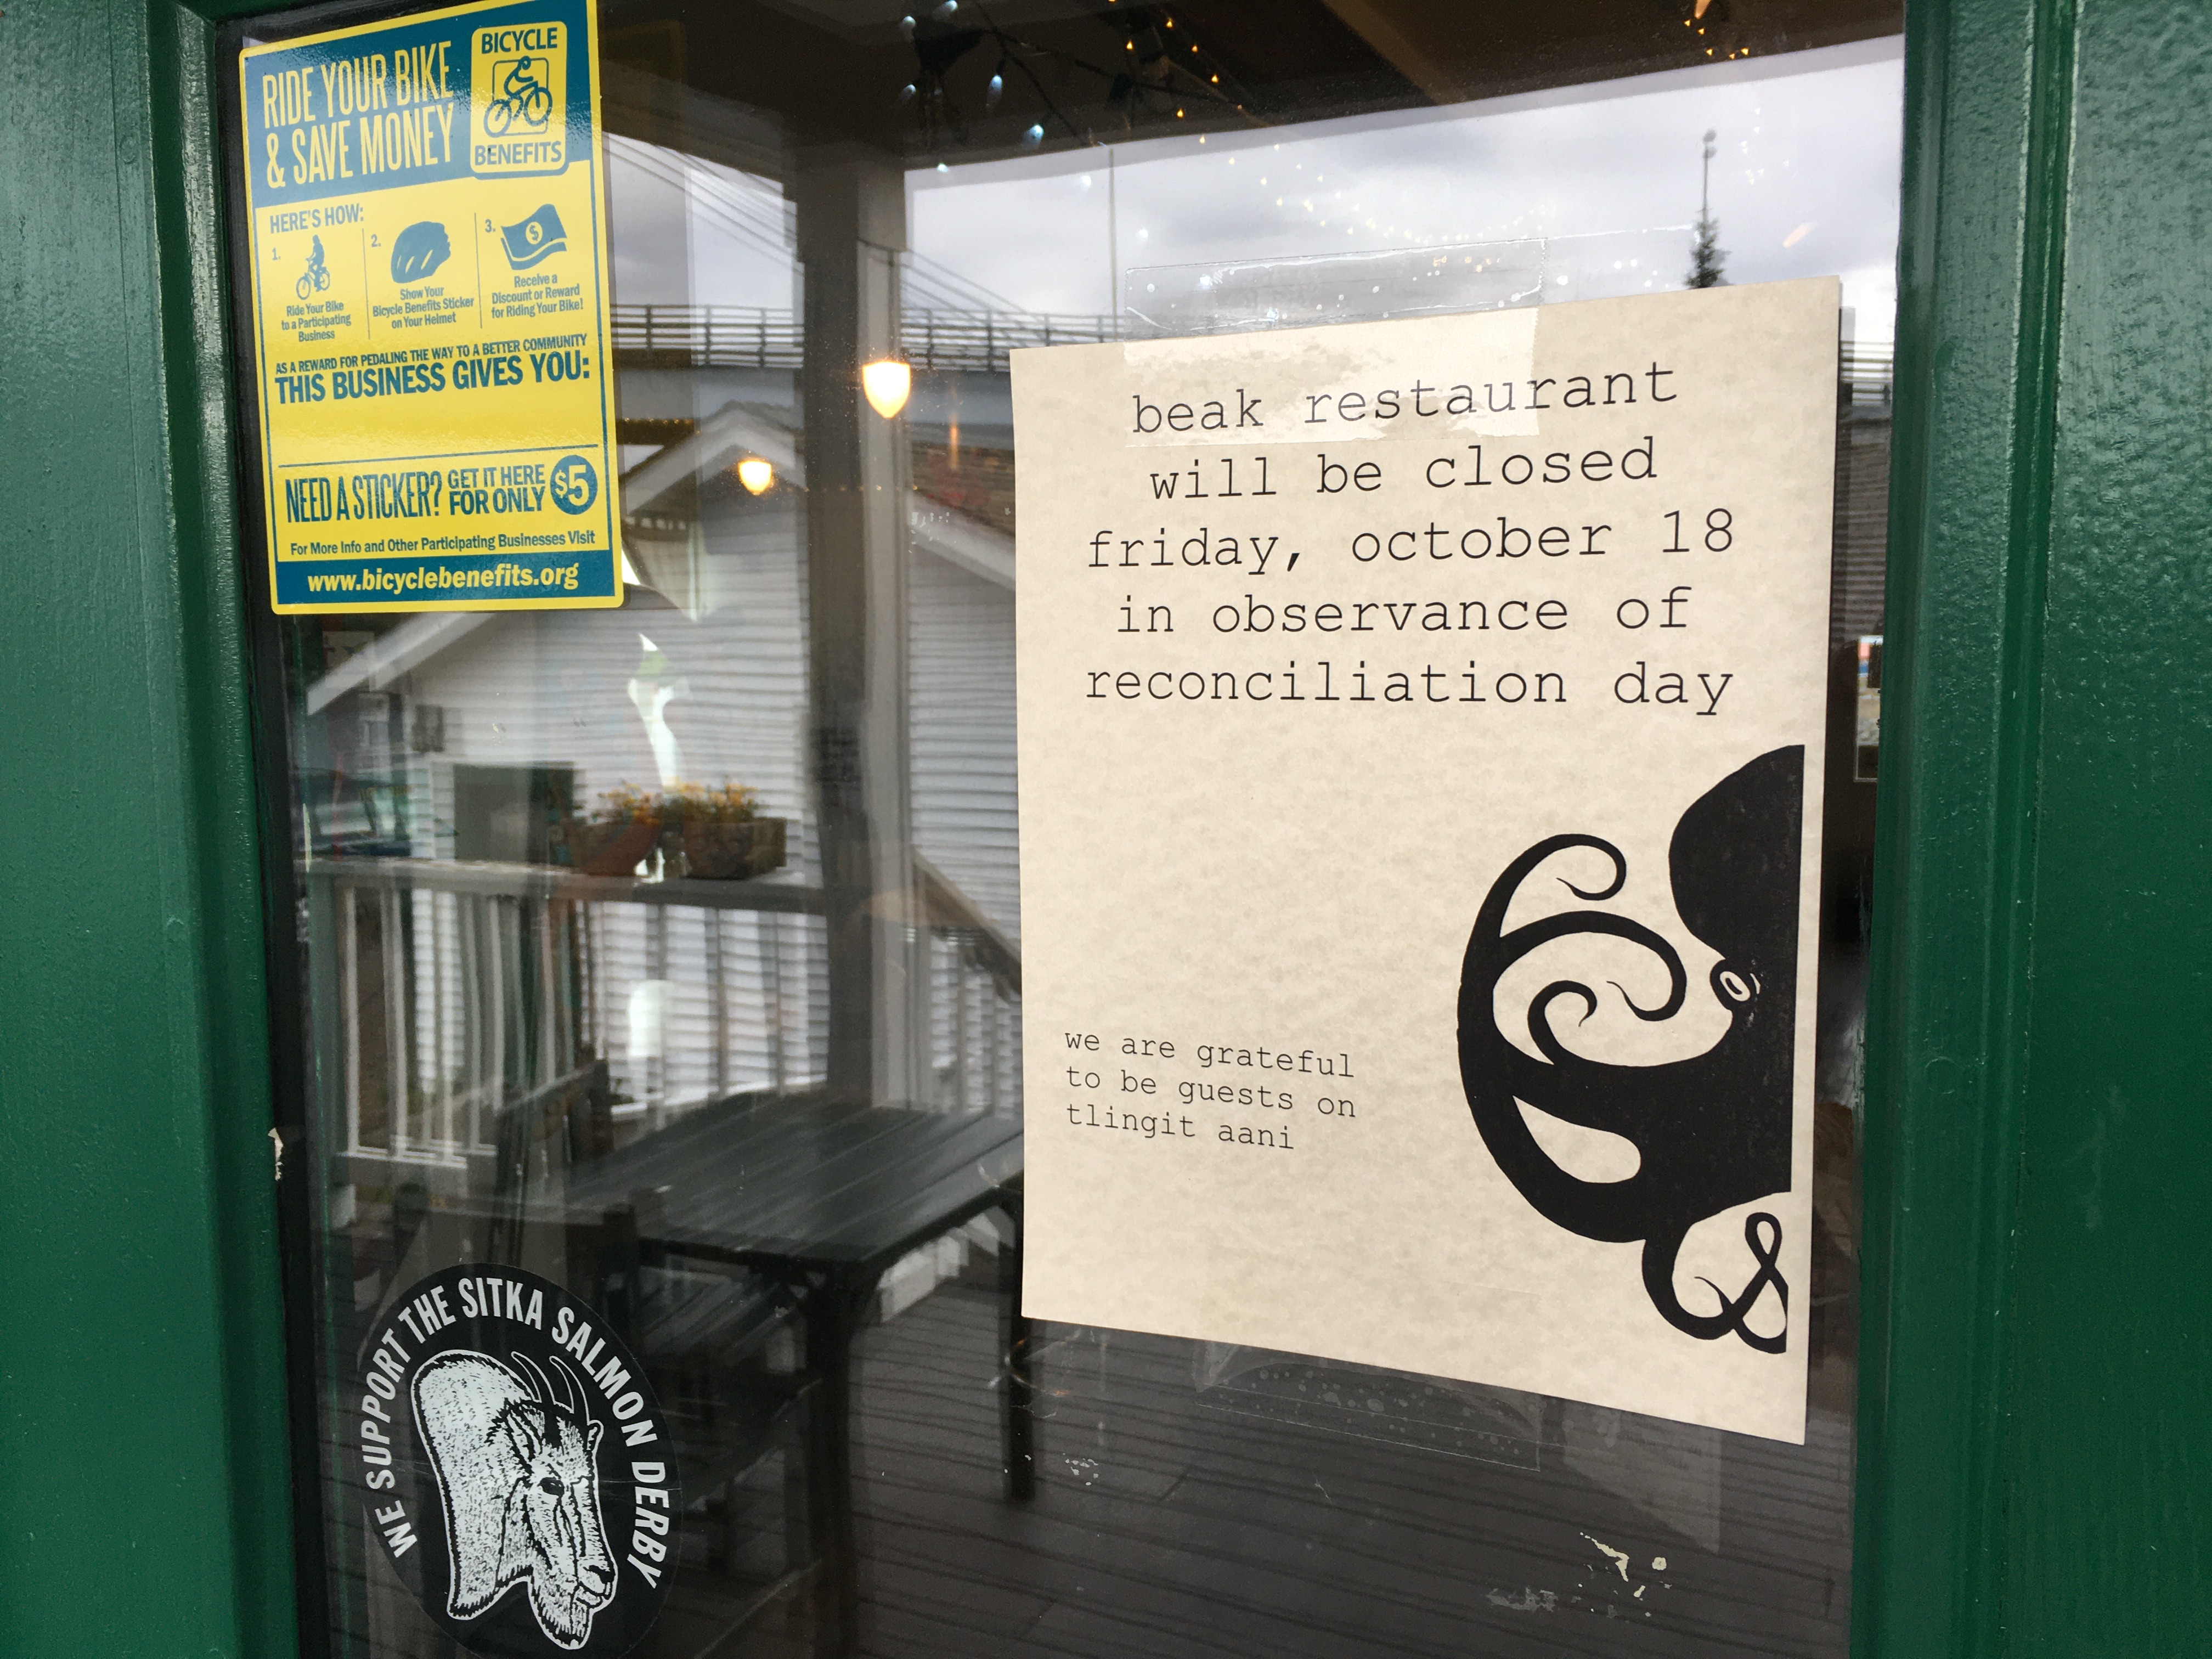 RIDE YOUR BIKE
& SAVE MONEY
BICYCLE
BENEFITS
HERE'S HOW:
1.
Ride Your Bike
to a Participating
Business
2.
Show Your
Bicycle Benefits Sticker
on Your Helmet
3.
$
Receive a
Discount or Reward
for Riding Your Bike!
AS A REWARD FOR PEDALING THE WAY TO A BETTER COMMUNITY
THIS BUSINESS GIVES YOU:
NEED A STICKER?
GET IT HERE
FOR ONLY
$5
For More Info and Other Participating Businesses Visit
www.bicyclebenefits.org
beak restaurant
will be closed
friday, october 18
in observance of
reconciliation day
we are grateful
to be guests on
tlingit aani
WE SUPPORT THE SITKA SALMON DERBY